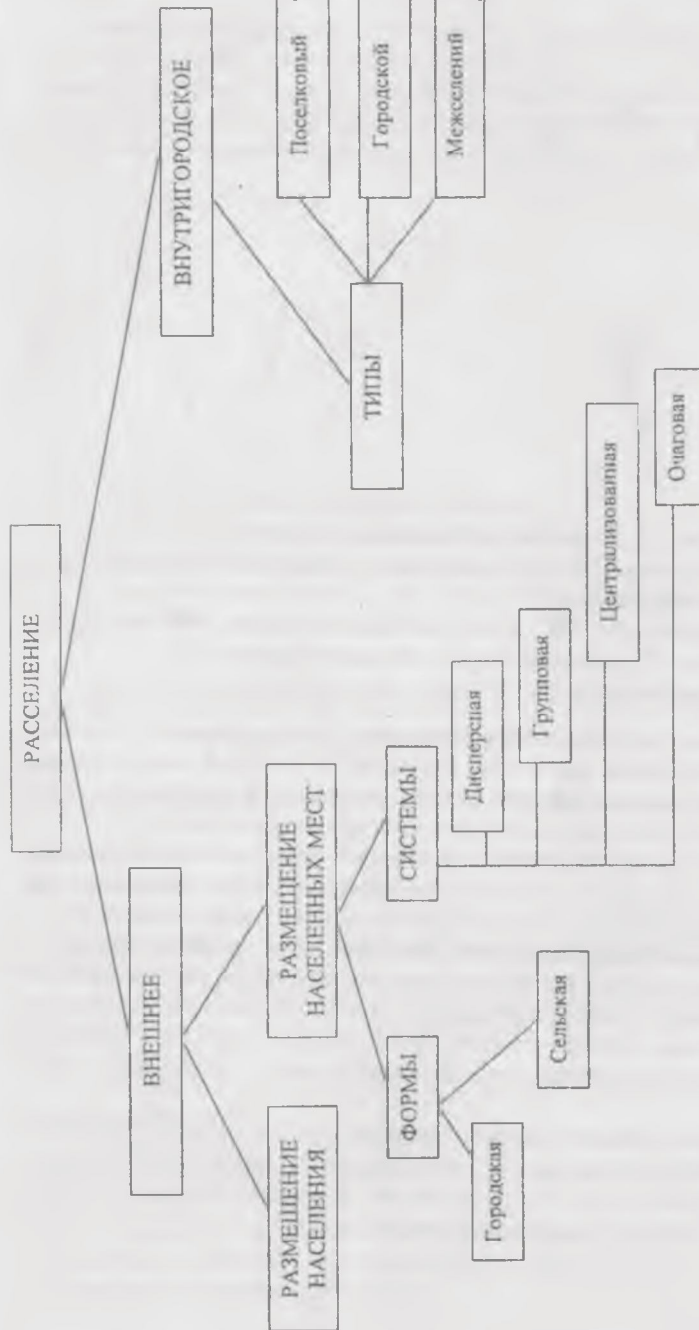 РАССЕЛЕНИЕ
ВНЕШНЕЕ
ВНУТРИГОРОДСКОЕ
РАЗМЕЩЕНИЕ
НАСЕЛЕНИЯ
РАЗМЕЩЕНИЕ
НАСЕЛЕННЫХ МЕСТ
ФОРМЫ
СИСТЕМЫ
ТИПЫ
Городская
Сельская
Дисперсная
Групповая
Централизованная
Очаговая
Поселковый
Городской
Межселений